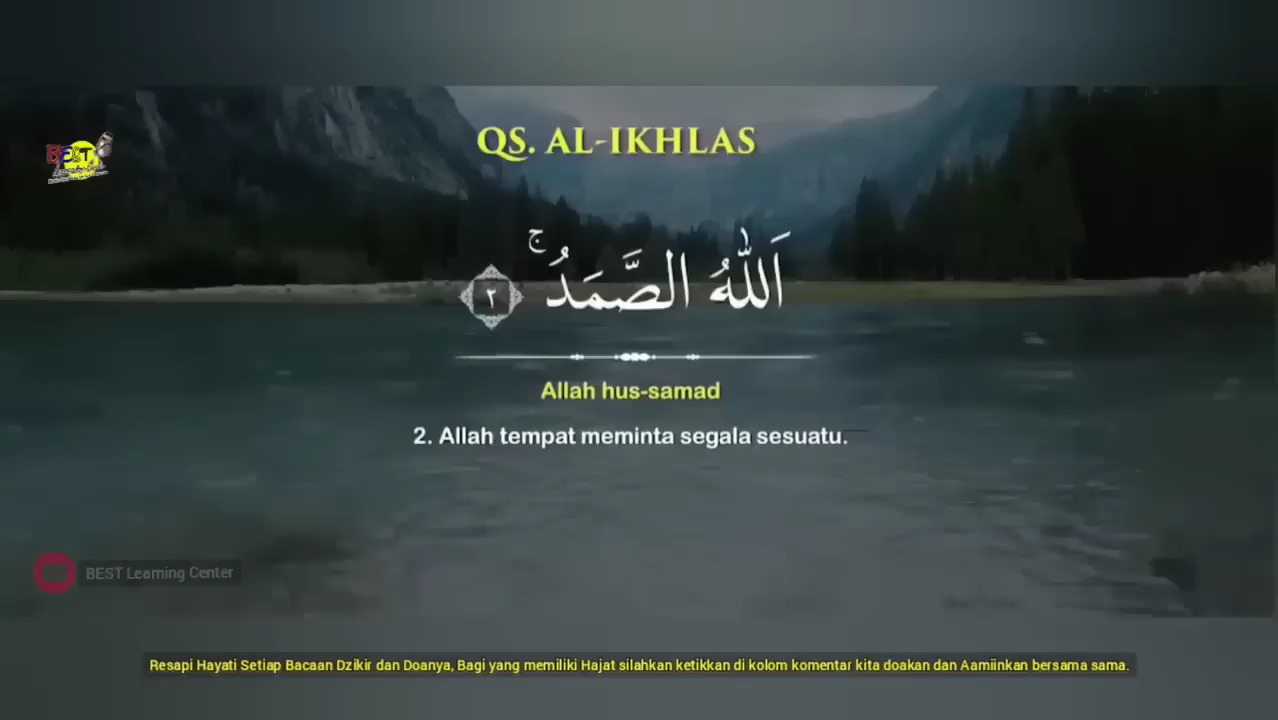 BEST
QS. AL-IKHLAS
اَللّٰهُ الصَّمَدُۚ ٢
Allah hus-samad
2. Allah tempat meminta segala sesuatu.
BEST Learning Center
Resapi Hayati Setiap Bacaan Dzikir dan Doanya, Bagi yang memiliki Hajat silahkan ketikkan di kolom komentar kita doakan dan Aamiinkan bersama sama.